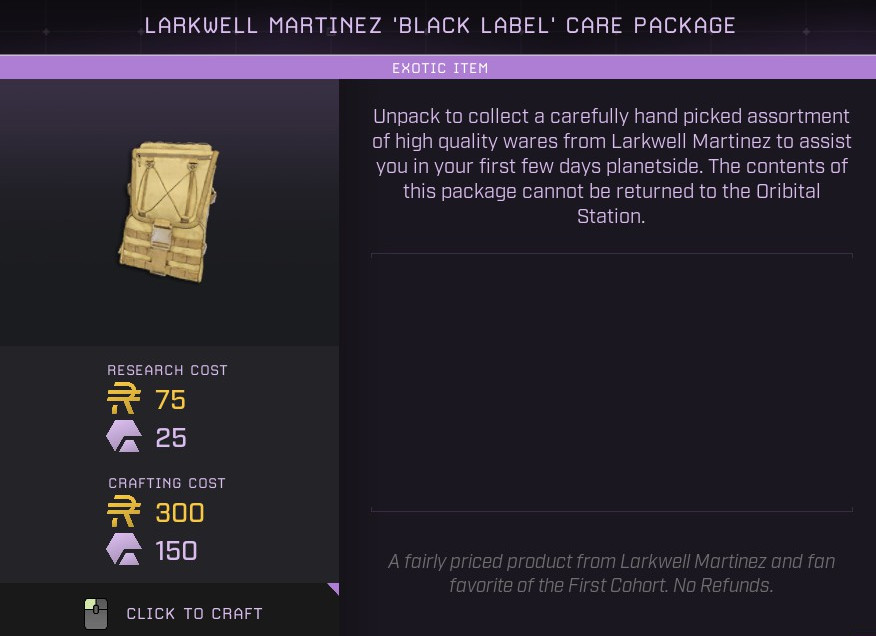 LARKWELL MARTINEZ 'BLACK LABEL' CARE PACKAGE
EXOTIC ITEM
Unpack to collect a carefully hand picked assortment
of high quality wares from Larkwell Martinez to assist
you in your first few days planetside. The contents of
this package cannot be returned to the Oribital
Station.
RESEARCH COST
75
25
CRAFTING COST
300
150
A fairly priced product from Larkwell Martinez and fan
favorite of the First Cohort. No Refunds.
CLICK TO CRAFT